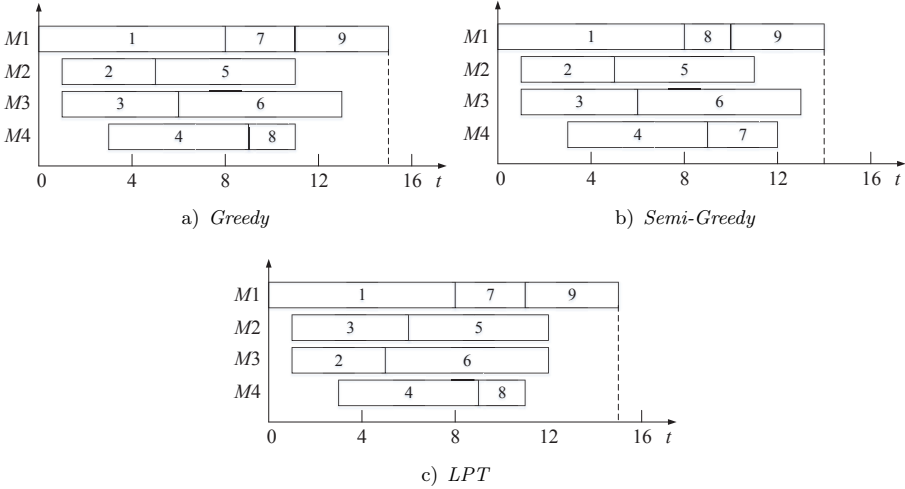 M1 1 7 9
M2 2 5
M3 3 6
M4 4 8
0 4 8 12 16 t
a) Greedy
M1 1 8 9
M2 2 5
M3 3 6
M4 4 7
0 4 8 12 16 t
b) Semi-Greedy
M1 1 7 9
M2 3 5
M3 2 6
M4 4 8
0 4 8 12 16 t
c) LPT